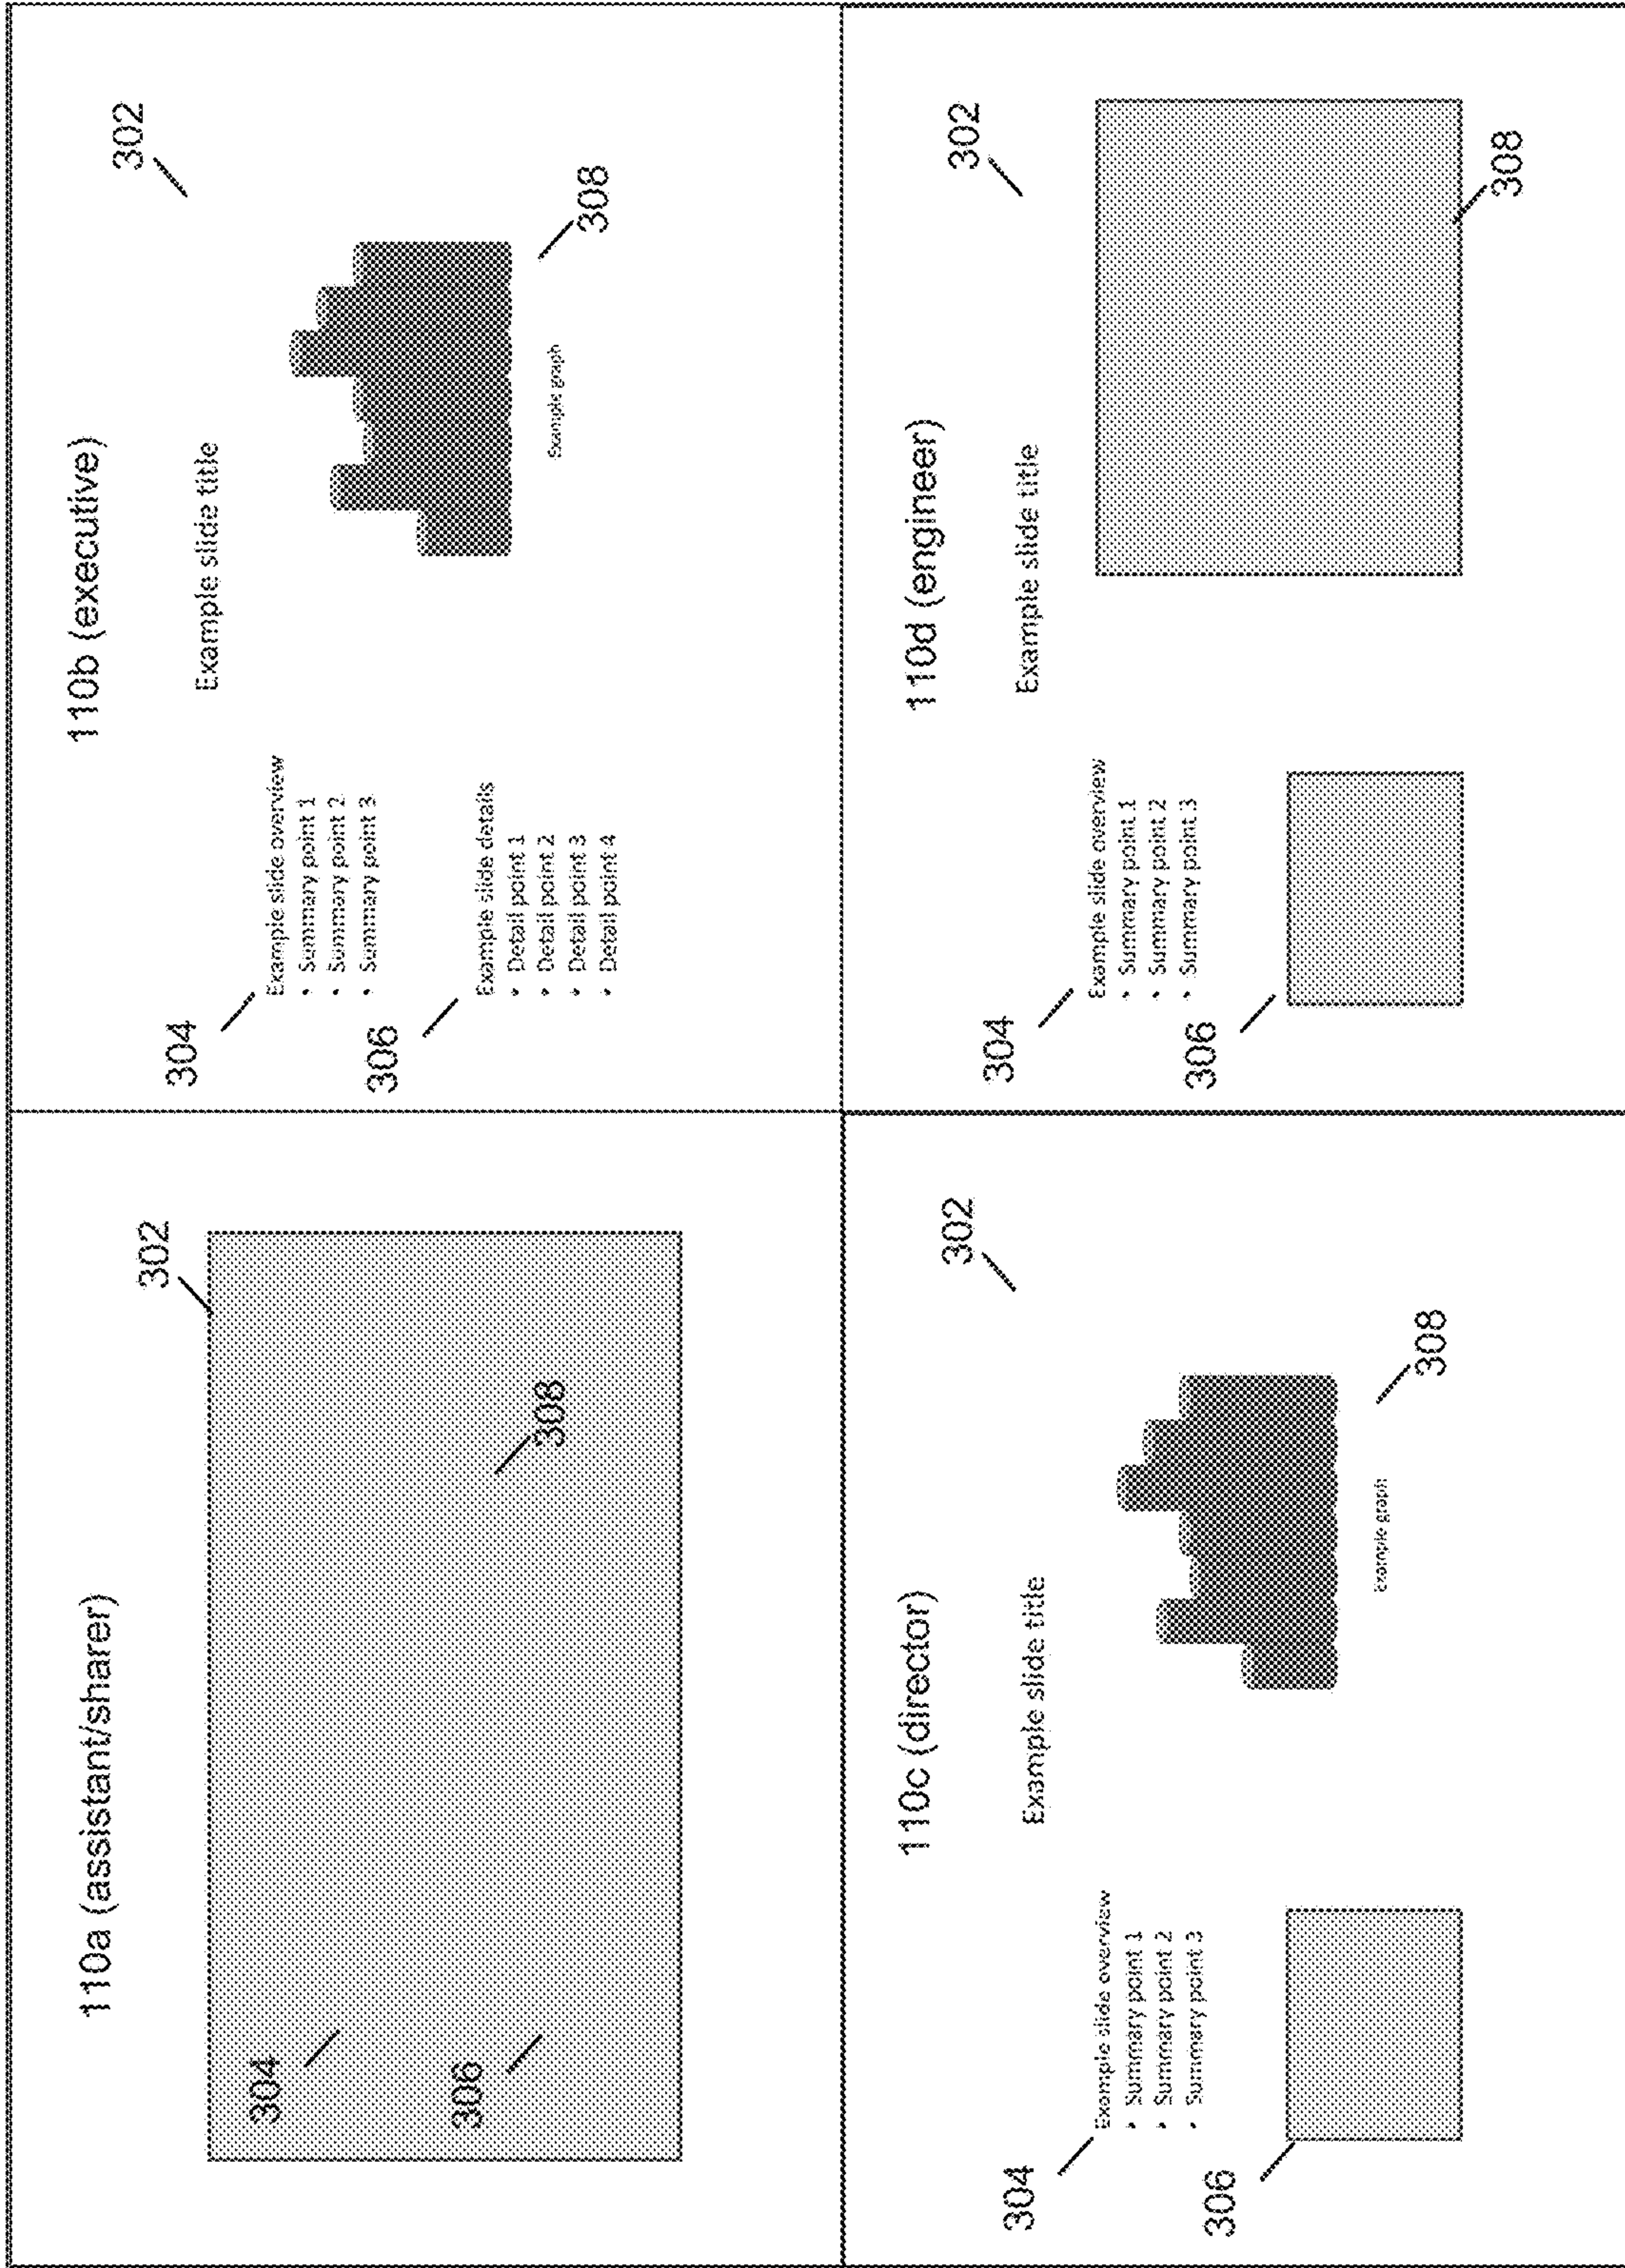 110a (assistant/sharer)
302
304
308
306
110b (executive)
302
Example slide title
304
Example slide overview
• Summary point 1
• Summary point 2
• Summary point 3
306
Example slide details
• Detail point 1
• Detail point 2
• Detail point 3
• Detail point 4
Example graph
308
110c (director)
302
Example slide title
304
Example slide overview
• Summary point 1
• Summary point 2
• Summary point 3
306
Example graph
308
110d (engineer)
302
Example slide title
304
Example slide overview
• Summary point 1
• Summary point 2
• Summary point 3
306
308